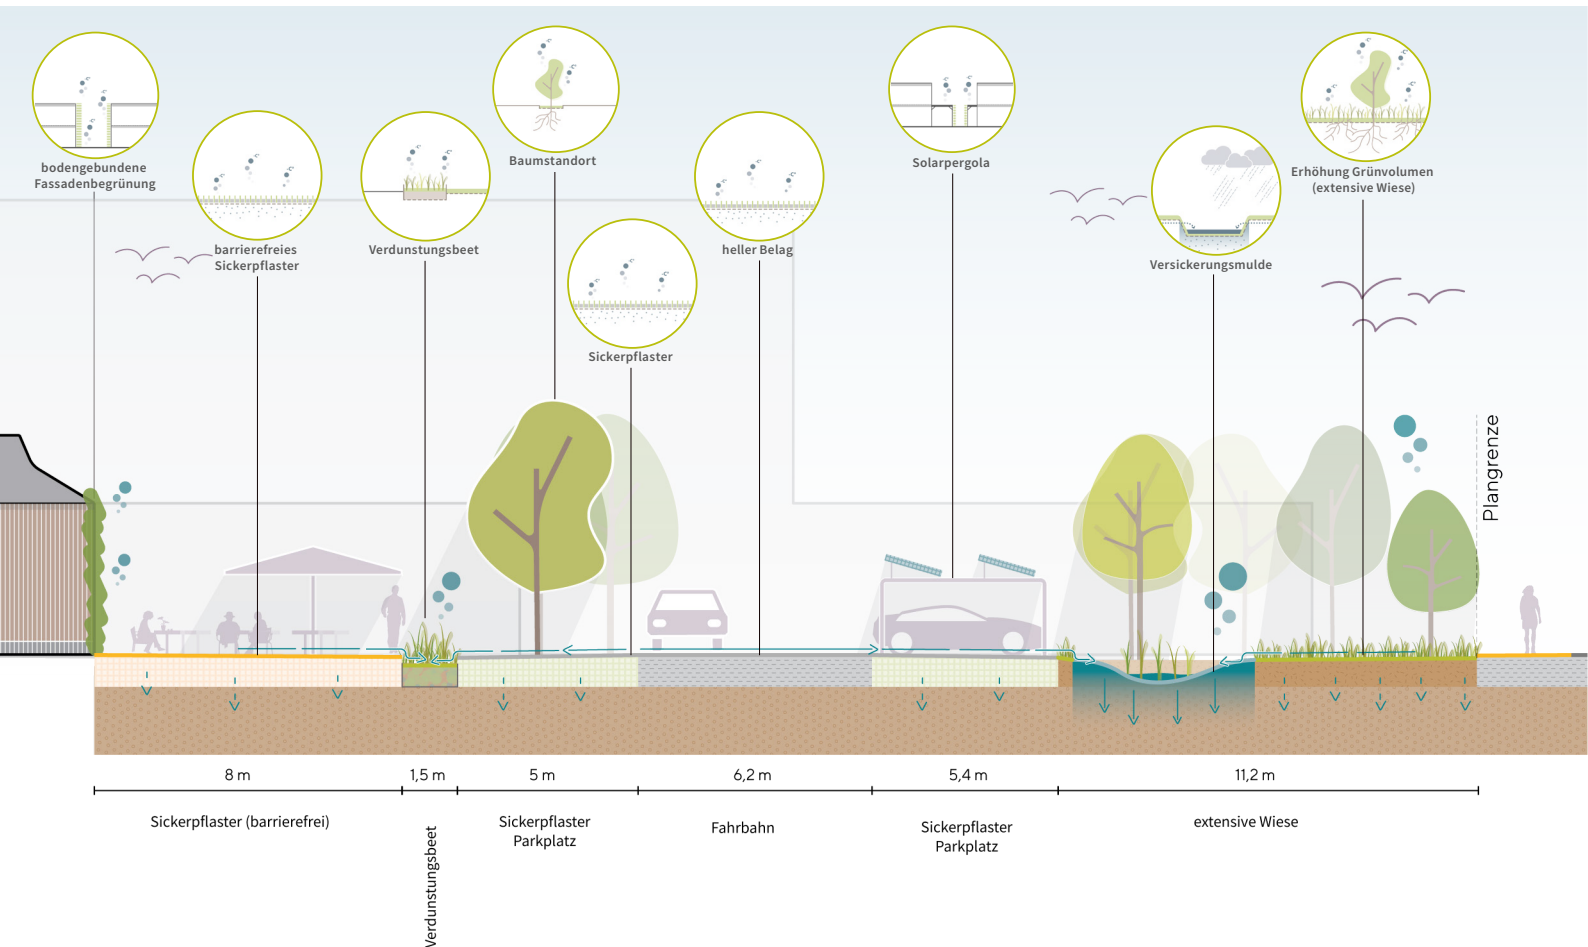 bodengebundene
Fassadenbegrünung
barrierefreies
Sickerpflaster
Verdunstungsbeet
Baumstandort
Sickerpflaster
heller Belag
Solarpergola
Versickerungsmulde
Erhöhung Grünvolumen
(extensive Wiese)
Plangrenze
8 m
1,5 m
5 m
6,2 m
5,4 m
11,2 m
Sickerpflaster (barrierefrei)
Verdunstungsbeet
Sickerpflaster
Parkplatz
Fahrbahn
Sickerpflaster
Parkplatz
extensive Wiese